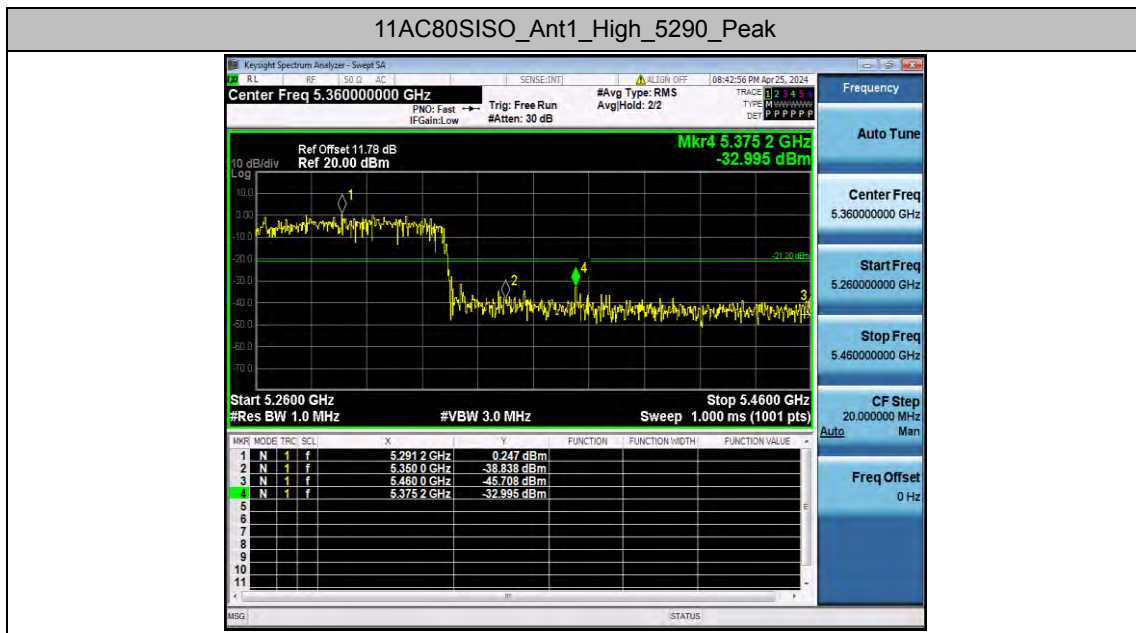 11AC80SISO_Ant1_High_5290_Peak
Keysight Spectrum Analyzer - Swept SA
RL RF 50 Ω AC SENSE:INT ALIGN OFF 08:42:56 PM Apr 25, 2024
Center Freq 5.360000000 GHz #Avg Type: RMS TRACE 1 2 3 4 5 6
PNO: Fast Trig: Free Run Avg|Hold: 2/2 TYPE M WWWWW
IFGain:Low #Atten: 30 dB DET P P P P P P
Mkr4 5.375 2 GHz
-32.995 dBm
Ref Offset 11.78 dB
10 dB/div Ref 20.00 dBm
Log
10.0
0.00
-10.0
-20.0
-30.0
-40.0
-50.0
-60.0
-70.0
-21.20 dBm
1
2
4
3
Start 5.2600 GHz Stop 5.4600 GHz
#Res BW 1.0 MHz #VBW 3.0 MHz Sweep 1.000 ms (1001 pts)
MKR MODE TRC SCL X Y FUNCTION FUNCTION WIDTH FUNCTION VALUE
1 N 1 f 5.291 2 GHz 0.247 dBm
2 N 1 f 5.350 0 GHz -38.838 dBm
3 N 1 f 5.460 0 GHz -45.708 dBm
4 N 1 f 5.375 2 GHz -32.995 dBm
5
6
7
8
9
10
11
MSG STATUS
Frequency
Auto Tune
Center Freq
5.360000000 GHz
Start Freq
5.260000000 GHz
Stop Freq
5.460000000 GHz
CF Step
20.000000 MHz
Auto Man
Freq Offset
0 Hz